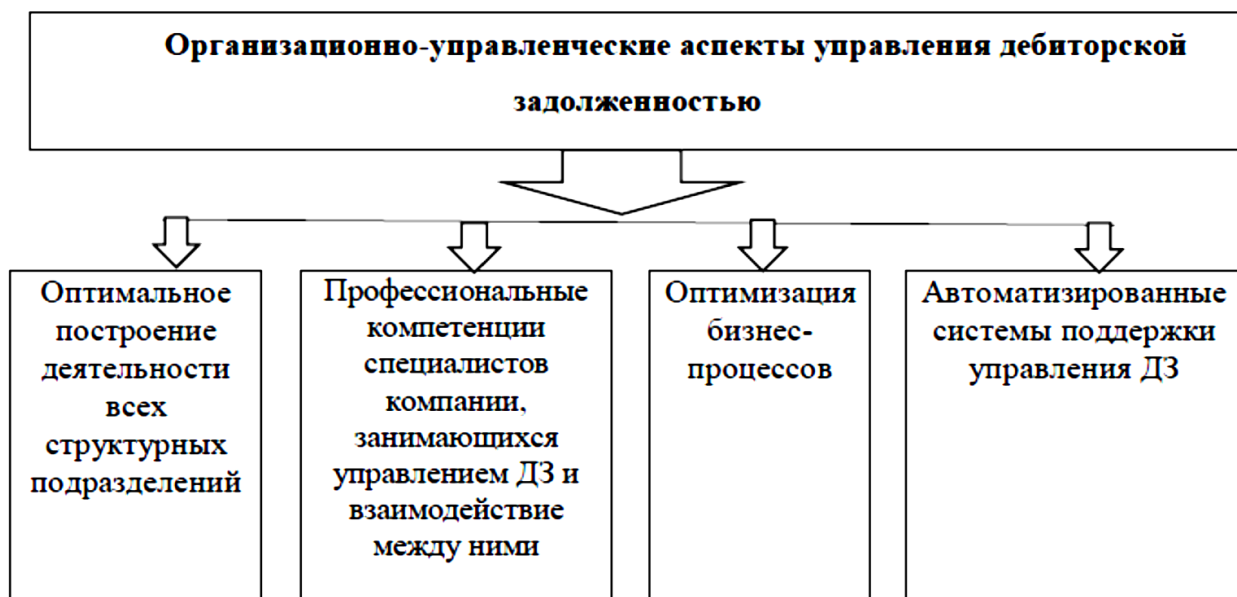 Организационно-управленческие аспекты управления дебиторской
задолженностью
Оптимальное
построение
деятельности
всех
структурных
подразделений
Профессиональные
компетенции
специалистов
компании,
занимающихся
управлением ДЗ и
взаимодействие
между ними
Оптимизация
бизнес-
процессов
Автоматизированные
системы поддержки
управления ДЗ